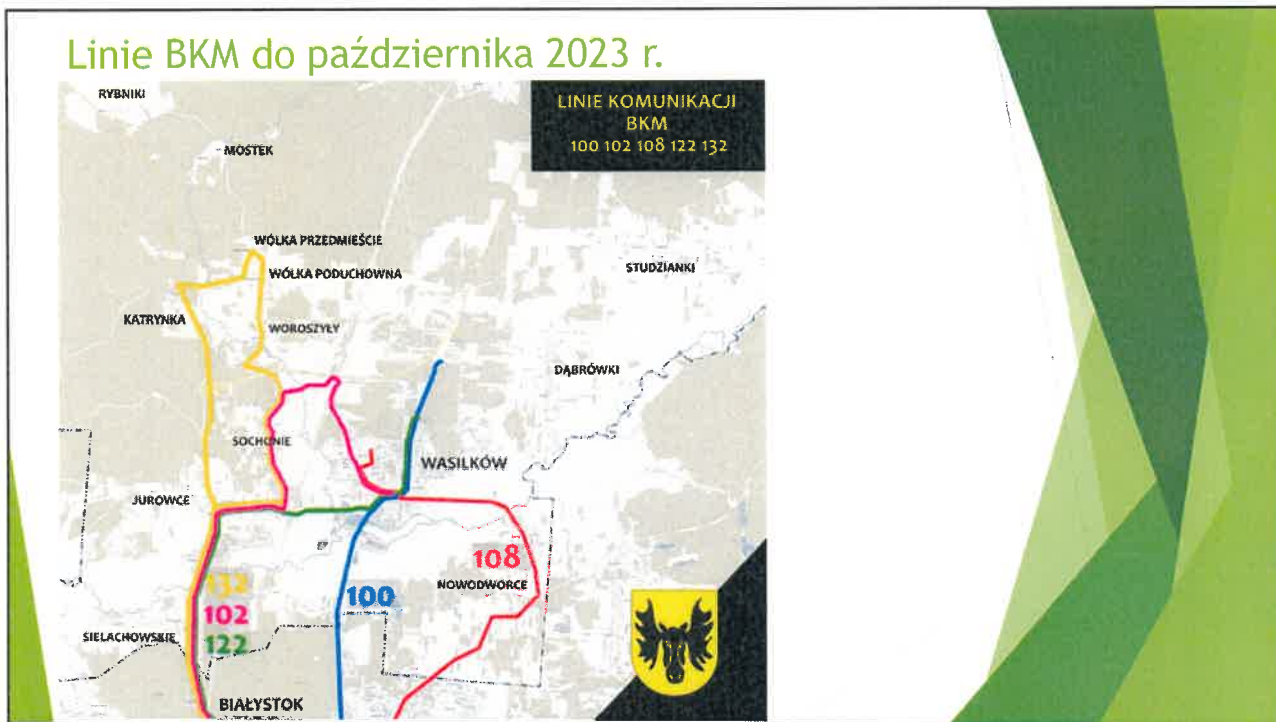 Linie BKM do października 2023 r.
RYBNIKI
LINIE KOMUNIKACJI
BKM
100 102 108 122 132
MOSTEK
WÓLKA PRZEDMIEŚCIE
WÓLKA PODUCHOWNA
STUDZIANKI
KATRYNKA
WOROSZYŁY
DĄBRÓWKI
SOCHONIE
WASILKÓW
JUROWCE
108
132
100
NOWODWORCE
102
SIELACHOWSKIE
122
BIAŁYSTOK